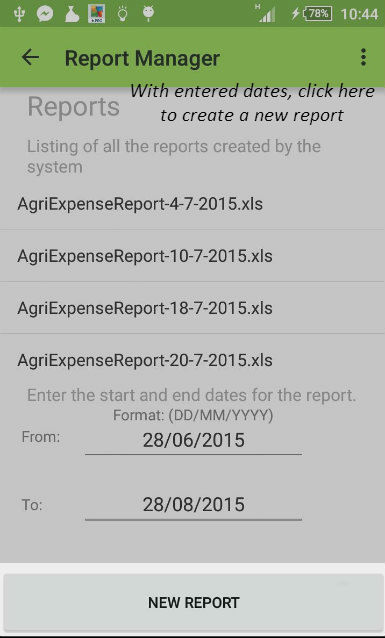 H 78% 10:44
Report Manager
With entered dates, click here
to create a new report
Reports
Listing of all the reports created by the
system
AgriExpenseReport-4-7-2015.xls
AgriExpenseReport-10-7-2015.xls
AgriExpenseReport-18-7-2015.xls
AgriExpenseReport-20-7-2015.xls
Enter the start and end dates for the report.
Format: (DD/MM/YYYY)
From: 28/06/2015
To: 28/08/2015
NEW REPORT